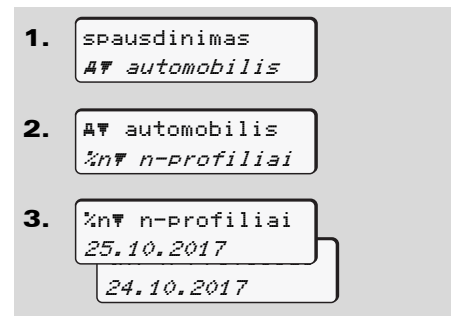 1. spausdinimas
A▼ automobilis
2. A▼ automobilis
%n▼ n-profiliai
3. %n▼ n-profiliai
25.10.2017
24.10.2017